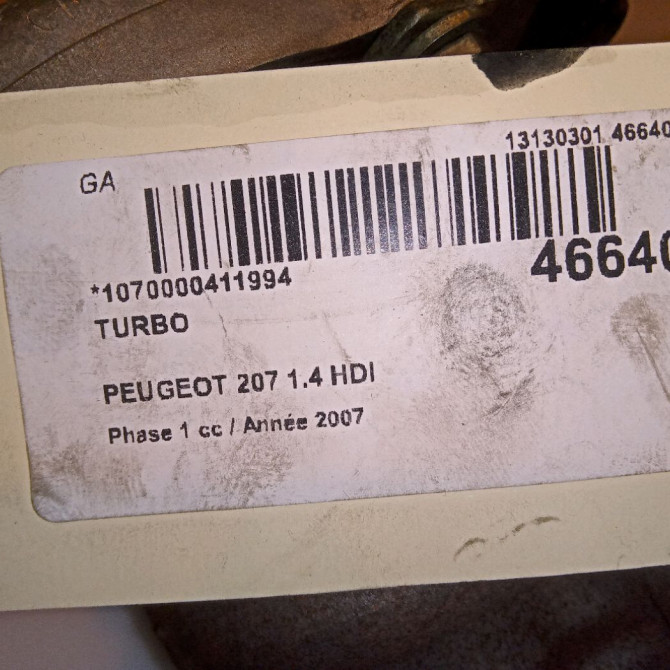 13130301 46640
GA
46640
*1070000411994
TURBO
PEUGEOT 207 1.4 HDI
Phase 1 cc / Année 2007